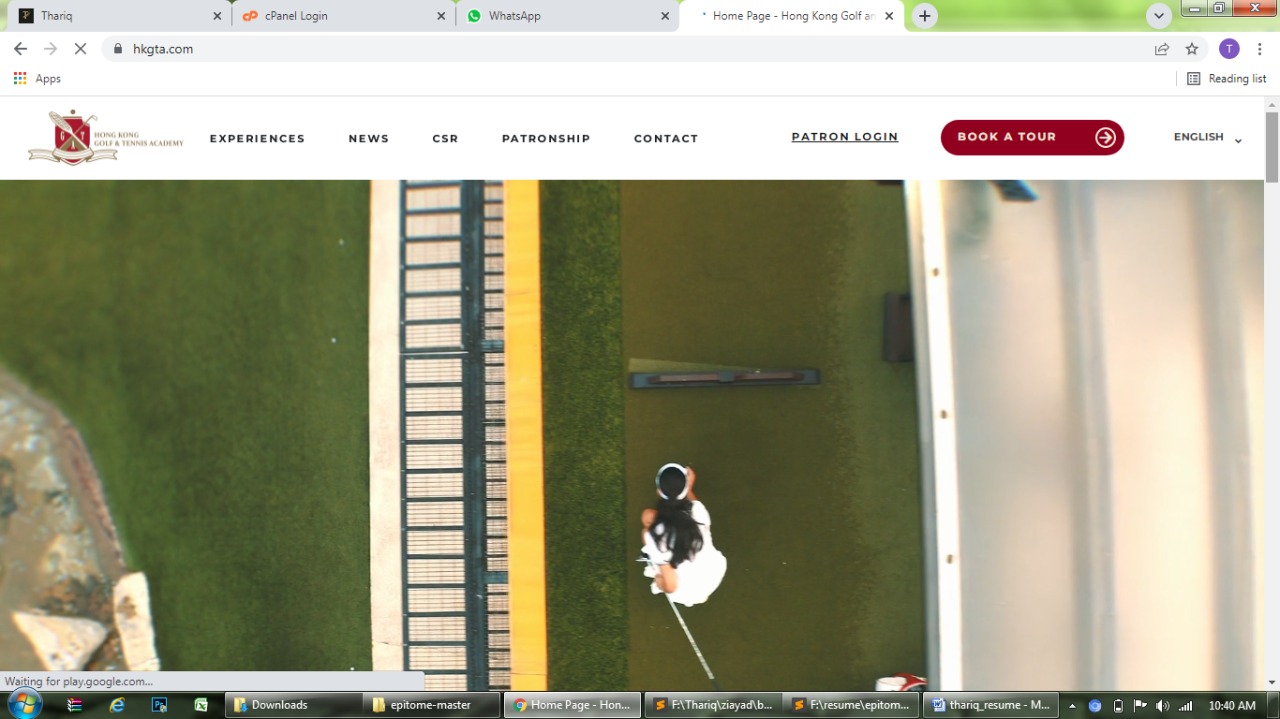 Thariq
cPanel Login
WhatsApp
Home Page - Hong Kong Golf an
hkgta.com
T
Apps
Reading list
HONG KONG
GOLF & TENNIS ACADEMY
EXPERIENCES
NEWS
CSR
PATRONSHIP
CONTACT
PATRON LOGIN
BOOK A TOUR
ENGLISH
Waiting for play.google.com...
Downloads
epitome-master
Home Page - Hon...
F:\Thariq\ziayad\b...
F:\resume\epitom...
thariq_resume - M...
10:40 AM